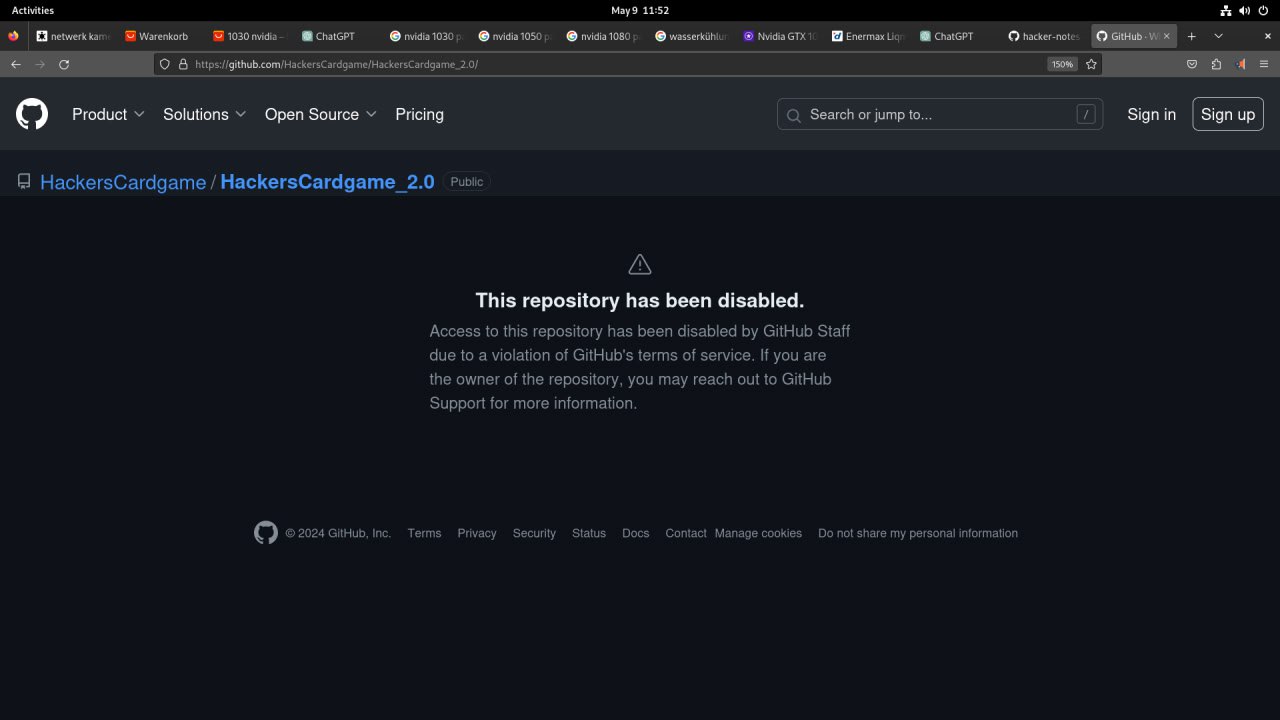 Activities
May 9 11:52
netwerk kame
Warenkorb
1030 nvidia –
ChatGPT
nvidia 1030 p
nvidia 1050 p
nvidia 1080 p
wasserkühlun
Nvidia GTX 10
Enermax Liqm
ChatGPT
hacker-notes
GitHub · W
https://github.com/HackersCardgame/HackersCardgame_2.0/
150%
Product
Solutions
Open Source
Pricing
Search or jump to...
/
Sign in
Sign up
HackersCardgame / HackersCardgame_2.0 Public
This repository has been disabled.
Access to this repository has been disabled by GitHub Staff
due to a violation of GitHub's terms of service. If you are
the owner of the repository, you may reach out to GitHub
Support for more information.
© 2024 GitHub, Inc. Terms Privacy Security Status Docs Contact Manage cookies Do not share my personal information